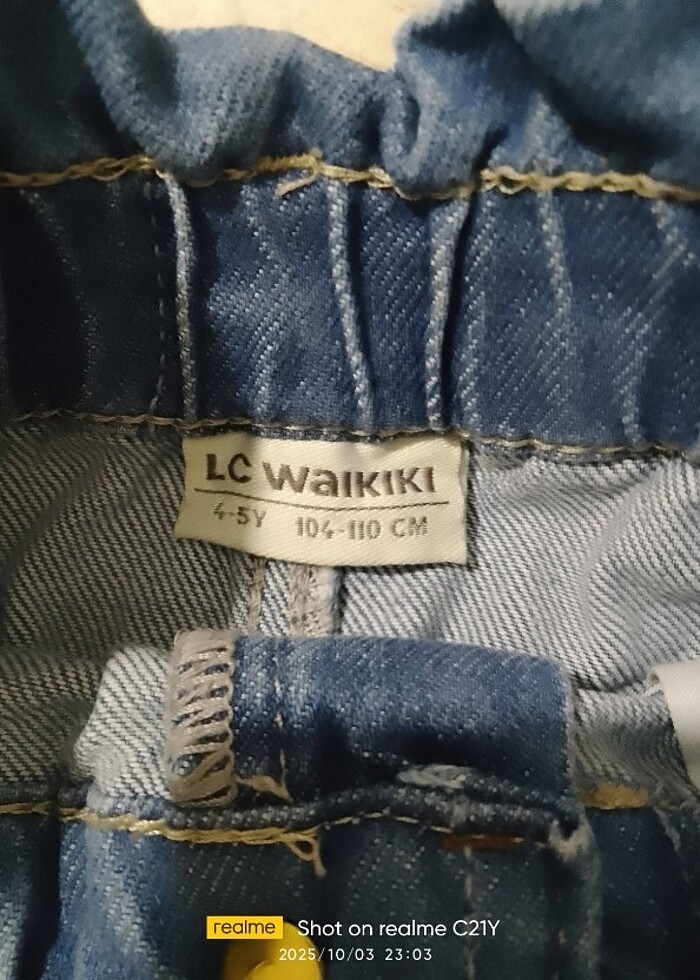 LC Waikiki
4-5Y 104-110 CM
realme Shot on realme C21Y
2025/10/03 23:03